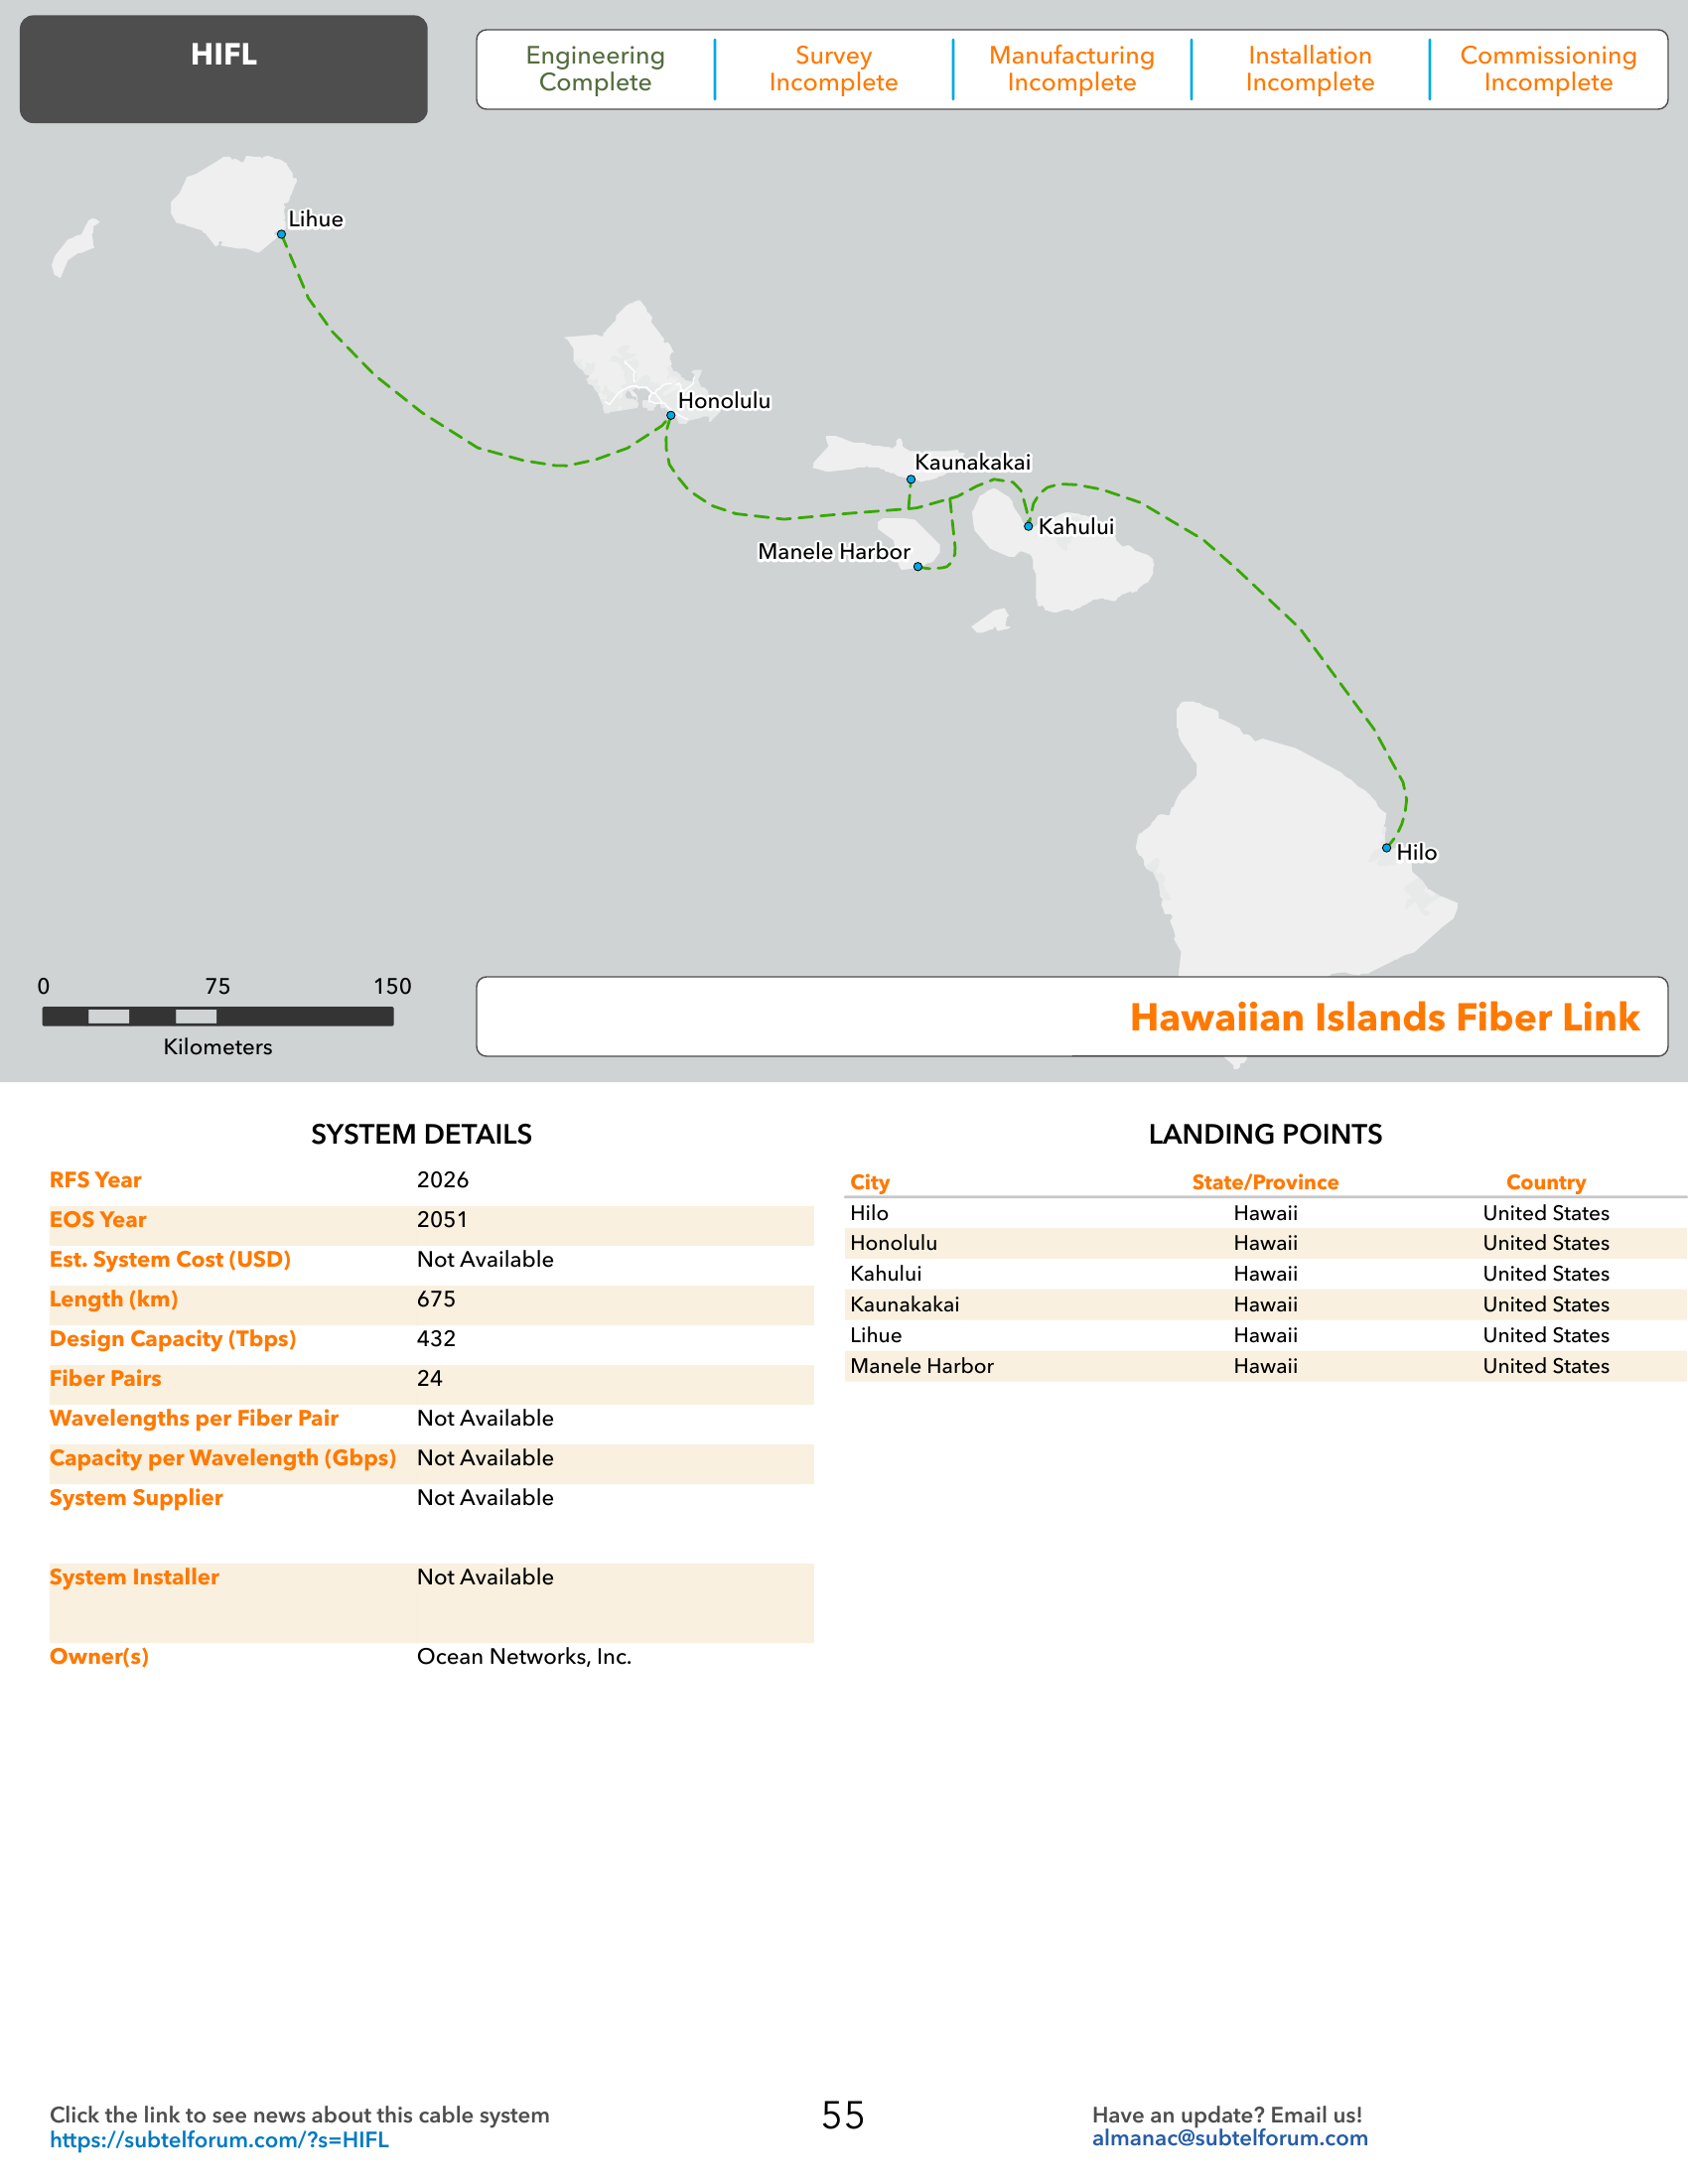 HIFL
Engineering Complete
Survey Incomplete
Manufacturing Incomplete
Installation Incomplete
Commissioning Incomplete
Lihue
Honolulu
Kaunakakai
Kahului
Manele Harbor
Hilo
0 75 150
Kilometers
Hawaiian Islands Fiber Link
SYSTEM DETAILS
RFS Year 2026
EOS Year 2051
Est. System Cost (USD) Not Available
Length (km) 675
Design Capacity (Tbps) 432
Fiber Pairs 24
Wavelengths per Fiber Pair Not Available
Capacity per Wavelength (Gbps) Not Available
System Supplier Not Available
System Installer Not Available
Owner(s) Ocean Networks, Inc.
LANDING POINTS
City State/Province Country
Hilo Hawaii United States
Honolulu Hawaii United States
Kahului Hawaii United States
Kaunakakai Hawaii United States
Lihue Hawaii United States
Manele Harbor Hawaii United States
Click the link to see news about this cable system
https://subtelforum.com/?s=HIFL
55
Have an update? Email us!
almanac@subtelforum.com